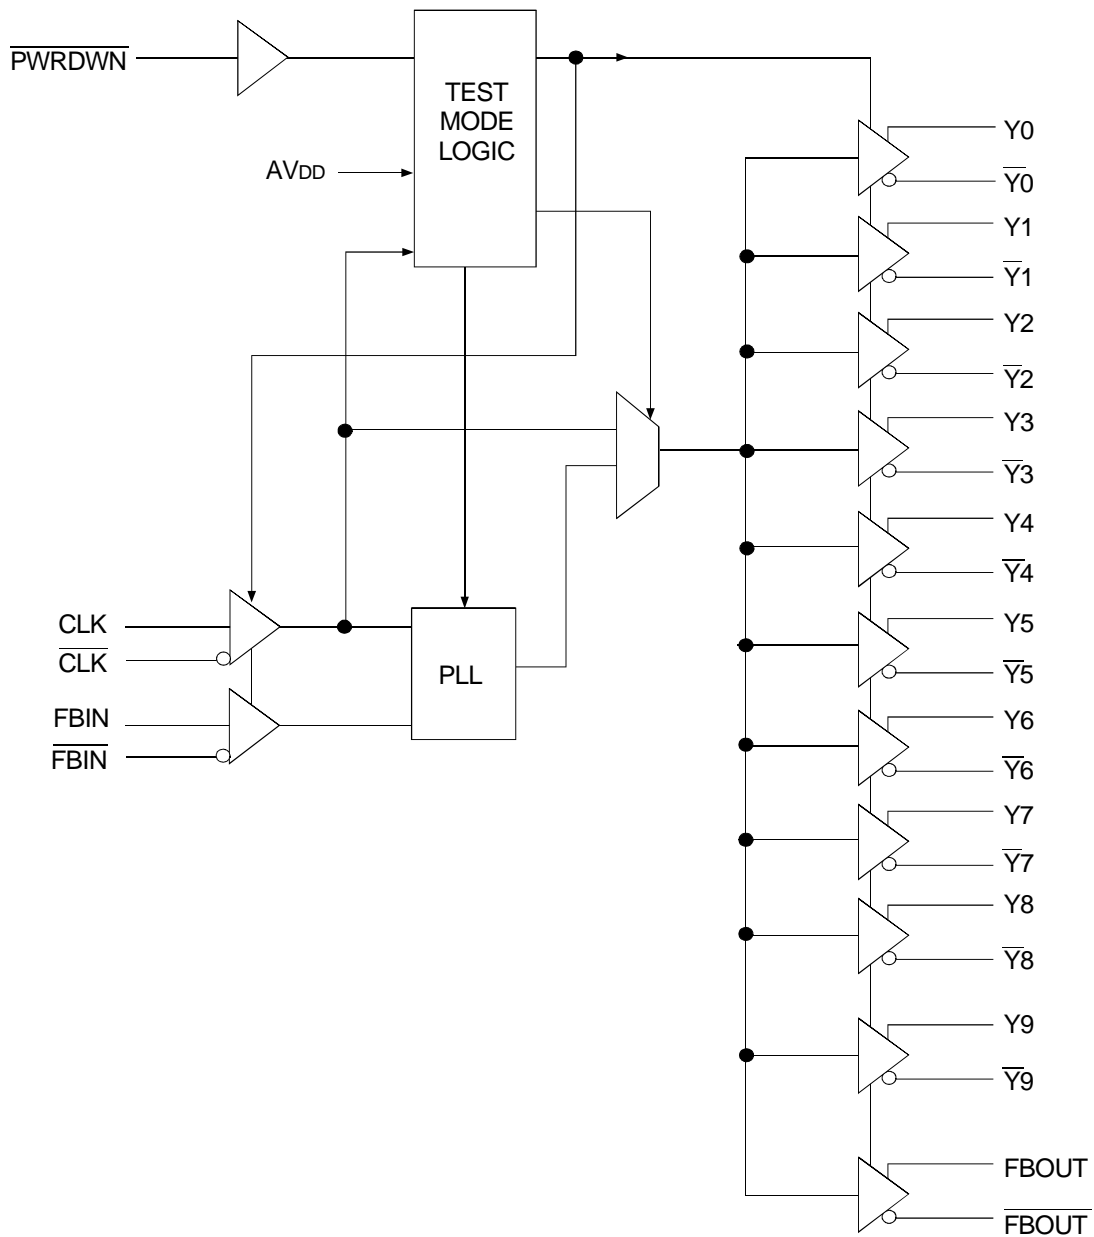 PWRDWN
TEST
MODE
LOGIC
AVDD
CLK
CLK
FBIN
FBIN
PLL
Y0
Y0
Y1
Y1
Y2
Y2
Y3
Y3
Y4
Y4
Y5
Y5
Y6
Y6
Y7
Y7
Y8
Y8
Y9
Y9
FBOUT
FBOUT